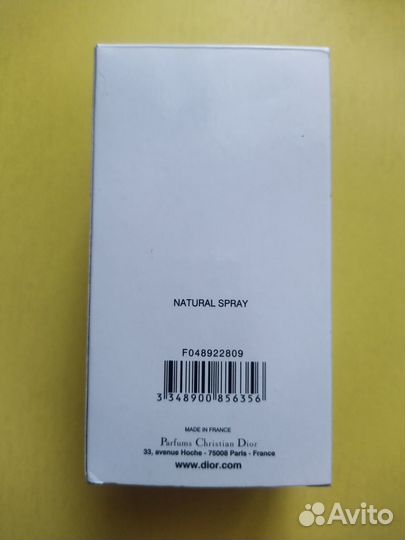 NATURAL SPRAY
F048922809
3 348900 856356
MADE IN FRANCE
Parfums Christian Dior
33, avenue Hoche - 75008 Paris - France
www.dior.com
Avito